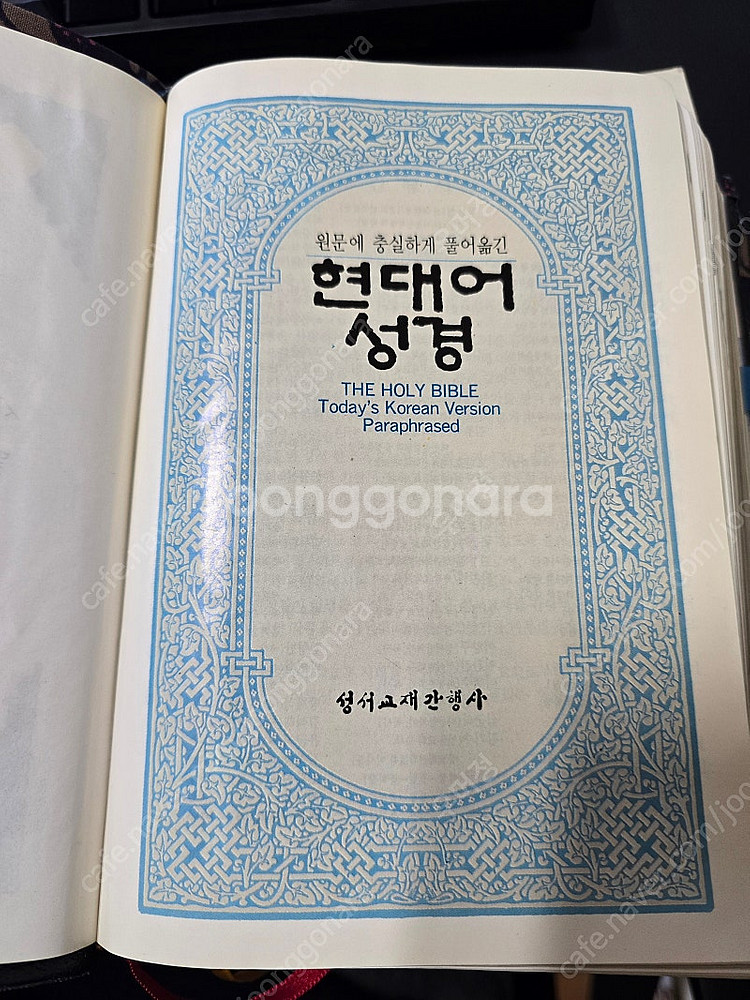 원문에 충실하게 풀어옮긴
현대어
성경
THE HOLY BIBLE
Today's Korean Version
Paraphrased
joonggonara
성서교재간행사